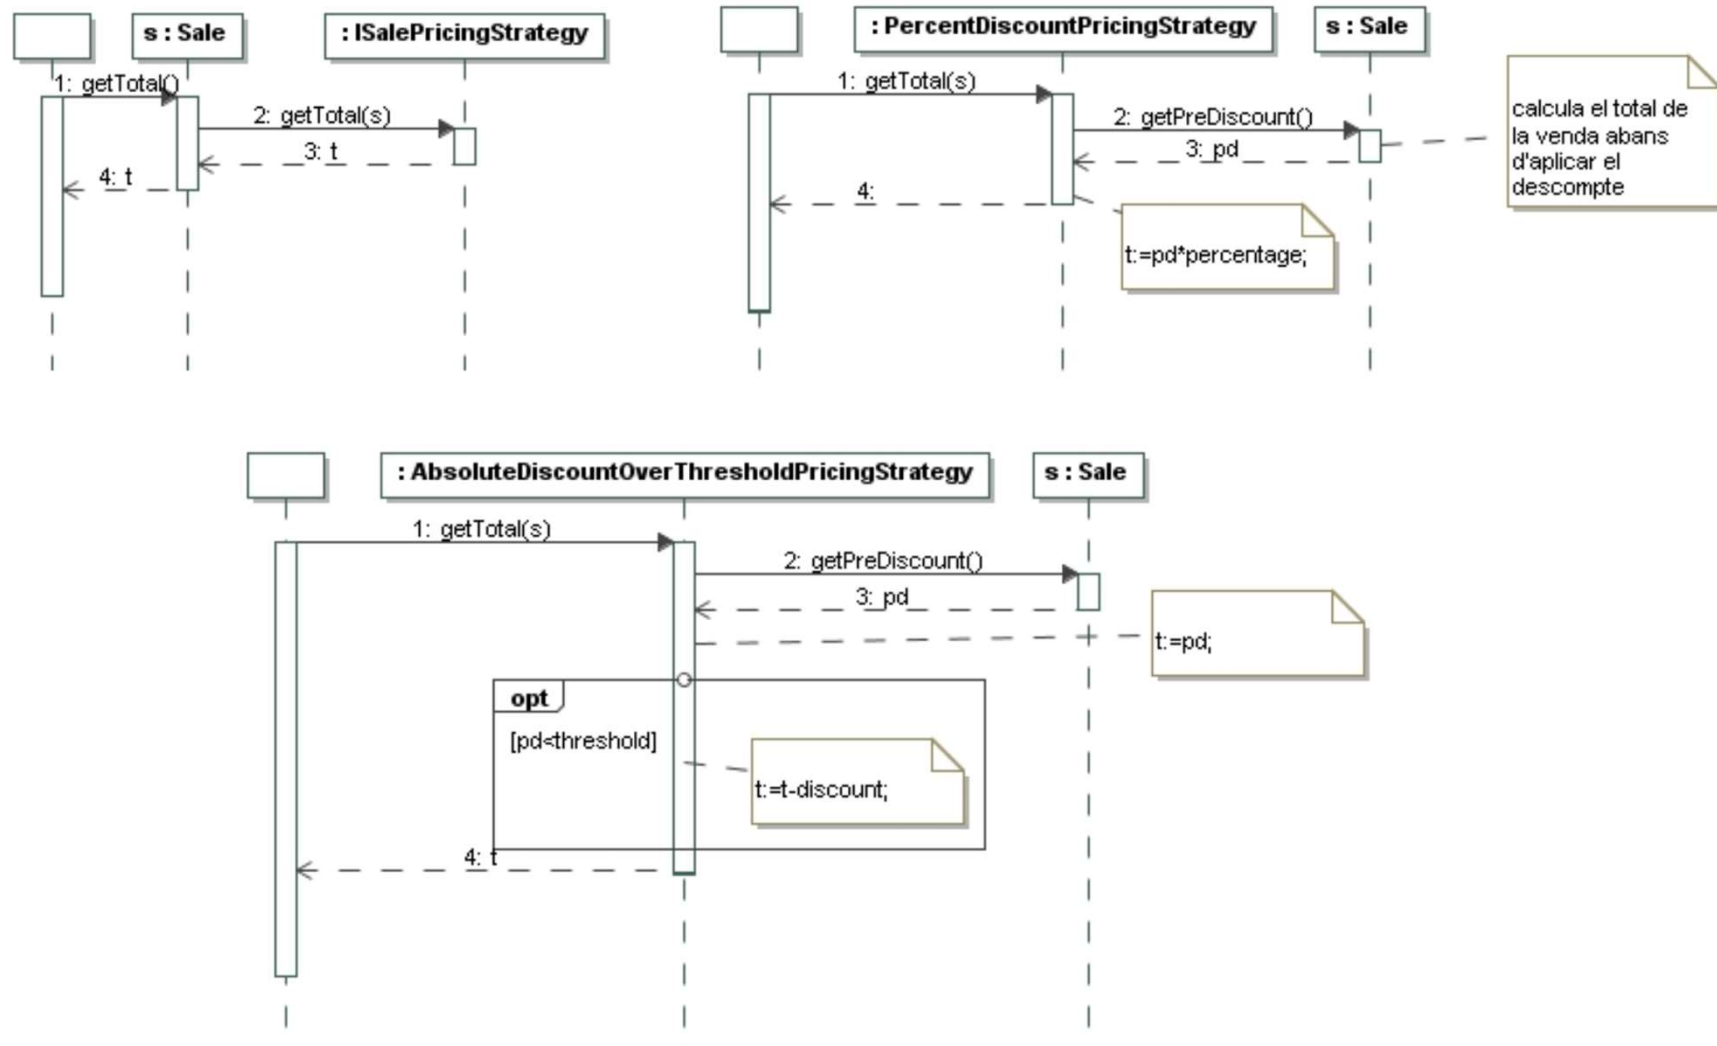 s : Sale
: ISalePricingStrategy
1: getTotal()
2: getTotal(s)
3: t
4: t
: PercentDiscountPricingStrategy
s : Sale
1: getTotal(s)
2: getPreDiscount()
3: pd
4:
calcula el total de
la venda abans
d'aplicar el
descompte
t:=pd*percentage;
: AbsoluteDiscountOverThresholdPricingStrategy
s : Sale
1: getTotal(s)
2: getPreDiscount()
3: pd
t:=pd;
opt
[pd<threshold]
t:=t-discount;
4: t